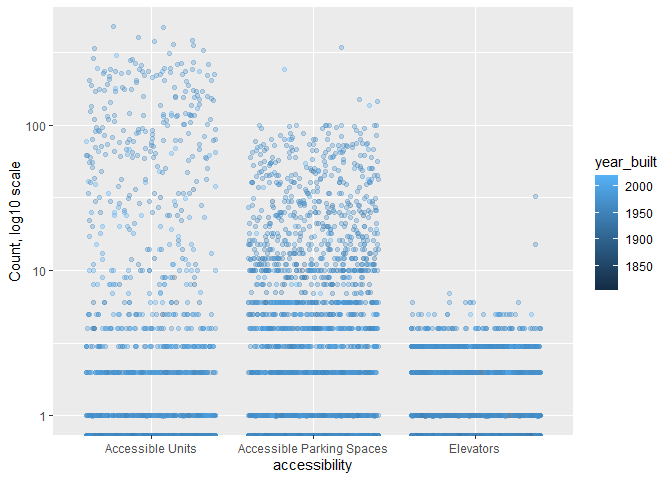 Count, log10 scale
100
10
1
Accessible Units
Accessible Parking Spaces
Elevators
accessibility
year_built
2000
1950
1900
1850